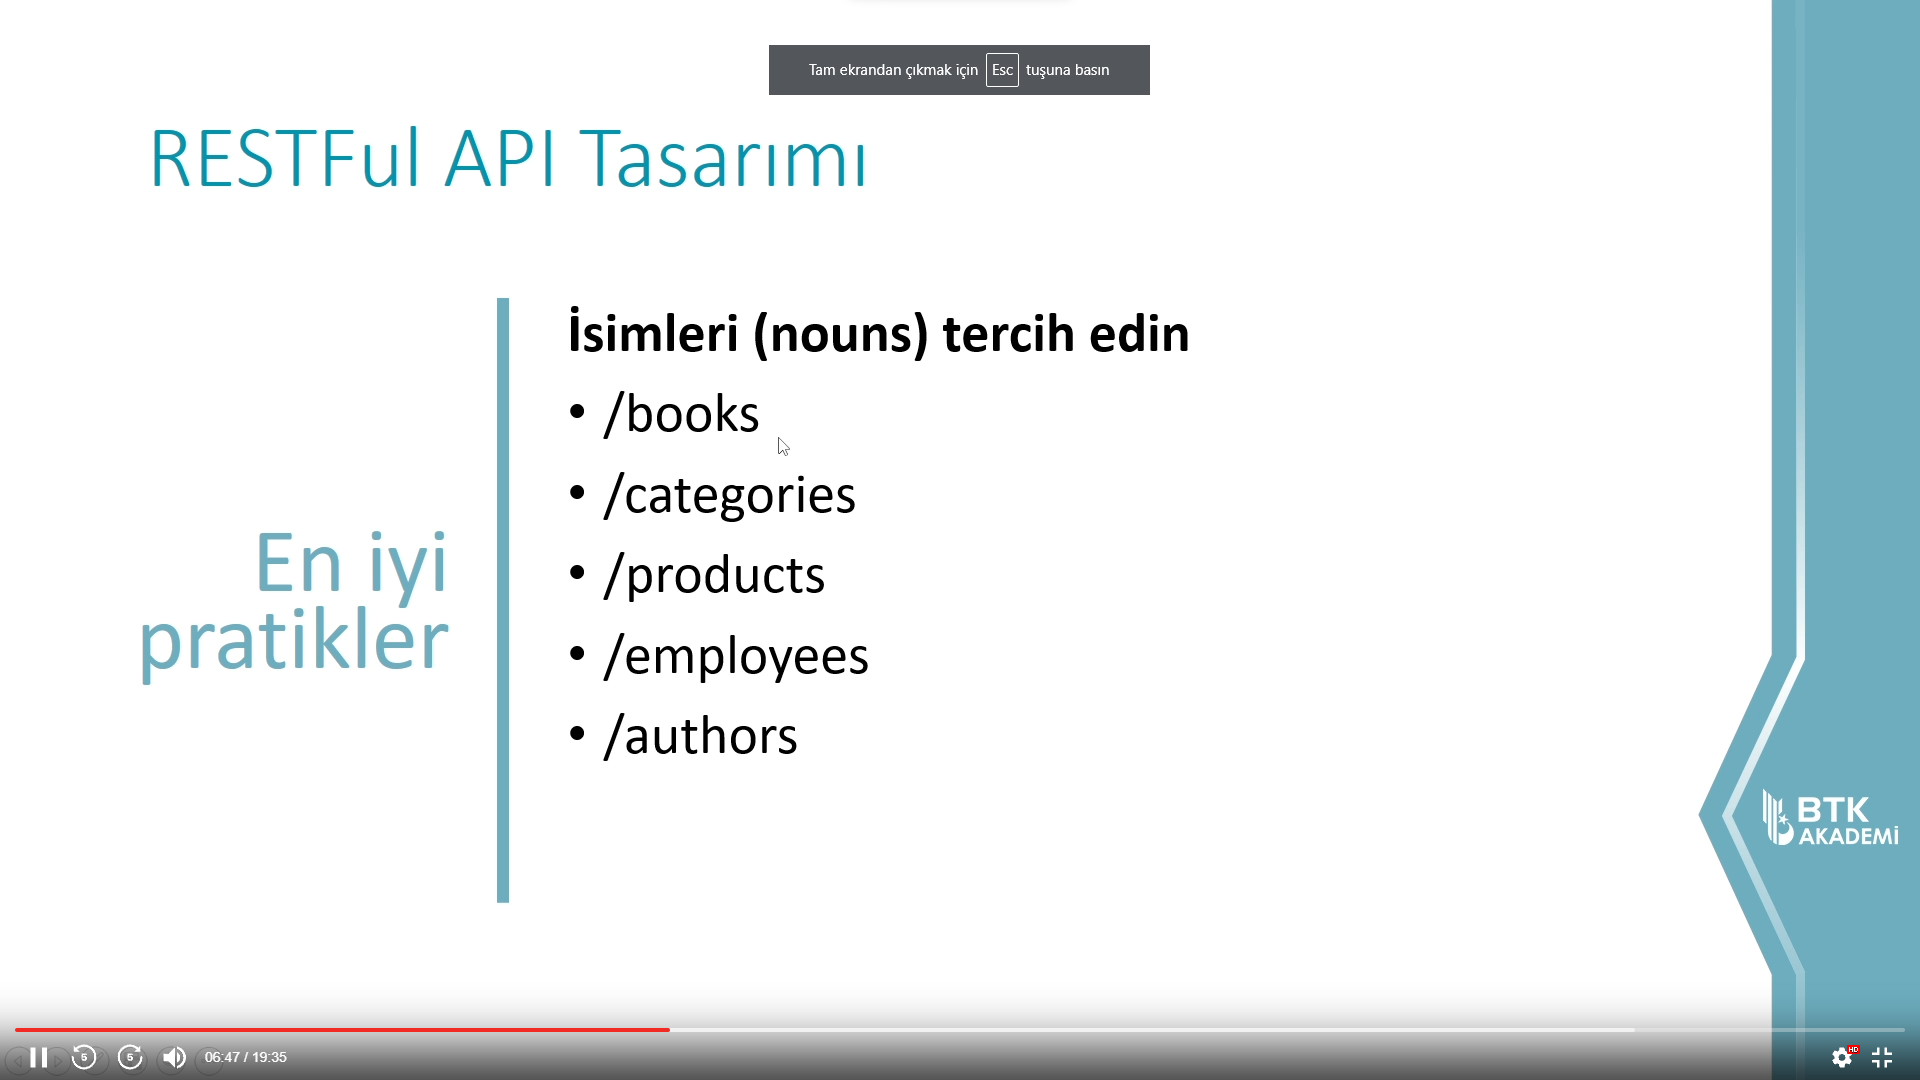 Tam ekrandan çıkmak için Esc tuşuna basın
RESTFul API Tasarımı
En iyi
pratikler
İsimleri (nouns) tercih edin
• /books
• /categories
• /products
• /employees
• /authors
BTK
AKADEMİ
5
5
06:47 / 19:35
HD